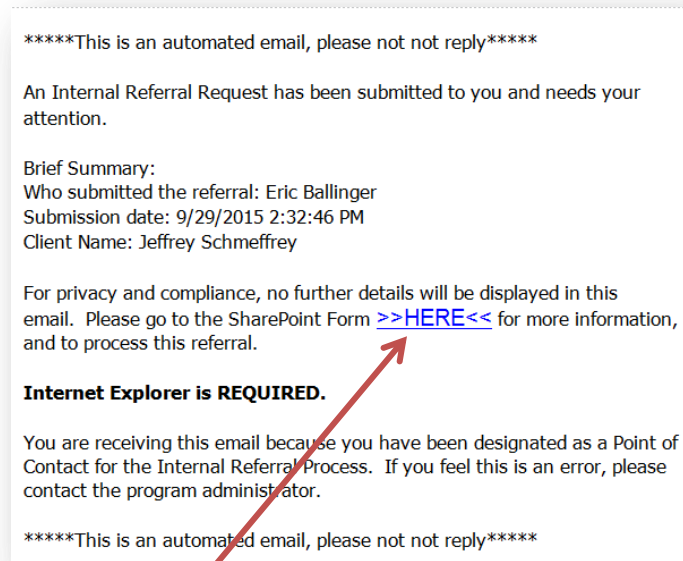 *****This is an automated email, please not not reply*****
An Internal Referral Request has been submitted to you and needs your
attention.
Brief Summary:
Who submitted the referral: Eric Ballinger
Submission date: 9/29/2015 2:32:46 PM
Client Name: Jeffrey Schmeffrey
For privacy and compliance, no further details will be displayed in this
email.  Please go to the SharePoint Form >>HERE<< for more information,
and to process this referral.
Internet Explorer is REQUIRED.
You are receiving this email because you have been designated as a Point of
Contact for the Internal Referral Process.  If you feel this is an error, please
contact the program administrator.
*****This is an automated email, please not not reply*****